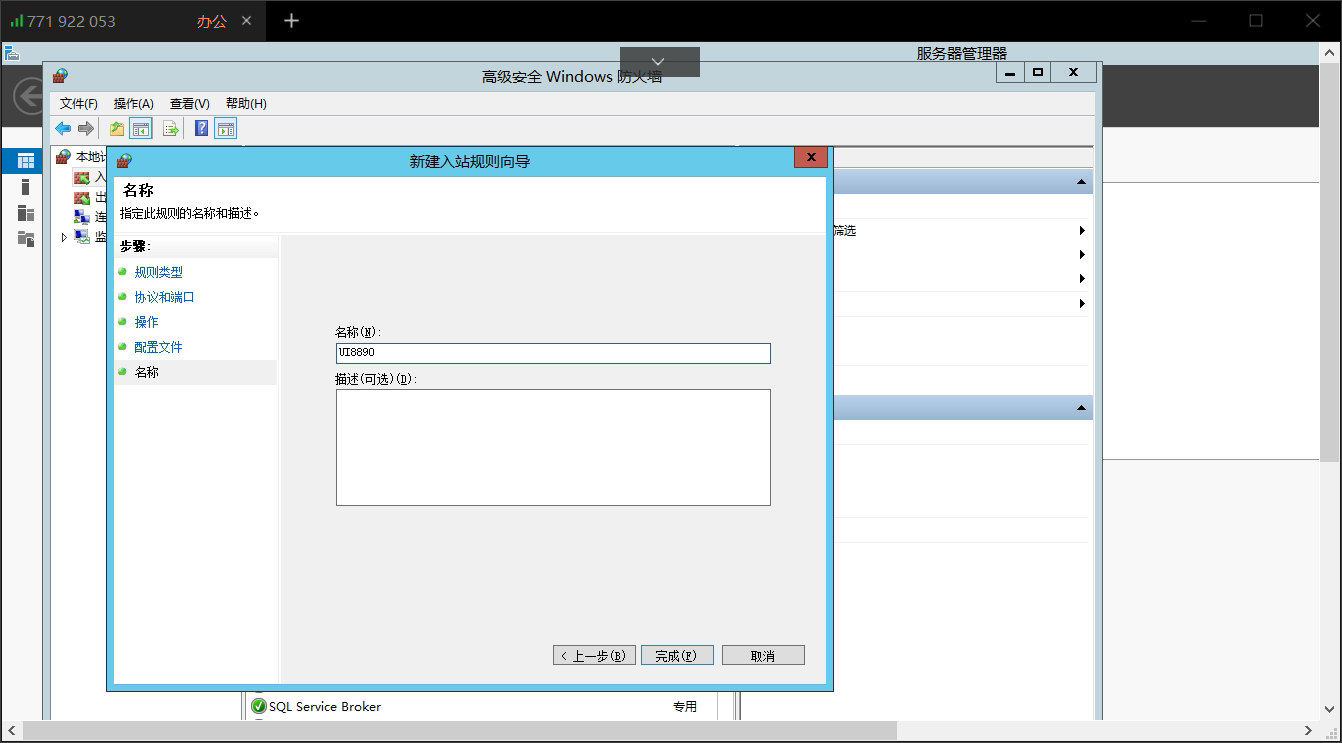 771 922 053
办公
服务器管理器
高级安全 Windows 防火墙
文件(F) 操作(A) 查看(V) 帮助(H)
本地计
入
出
连
监
筛选
新建入站规则向导
名称
指定此规则的名称和描述。
步骤:
规则类型
协议和端口
操作
配置文件
名称
名称(N):
UI8890
描述(可选)(D):
< 上一步(B)
完成(F)
取消
SQL Service Broker 专用